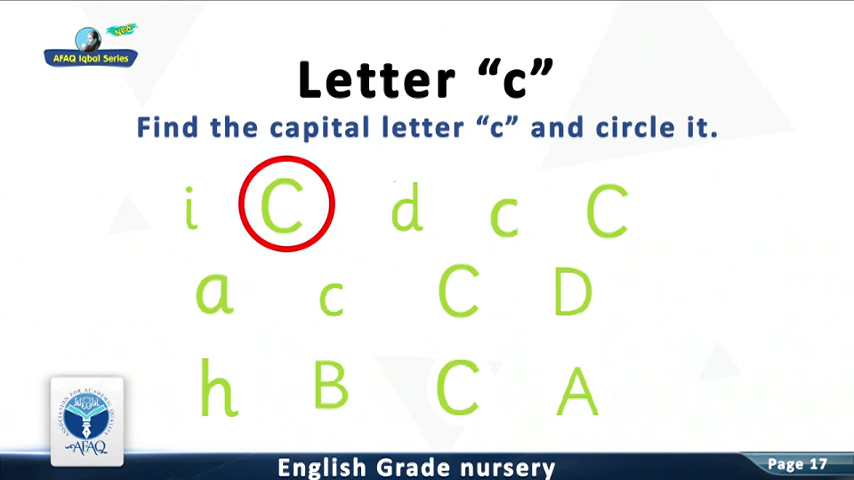 New
AFAQ Iqbal Series
Letter “c”
Find the capital letter “c” and circle it.
i C d c C
a c C D
h B C A
AFAQ
English Grade nursery
Page 17